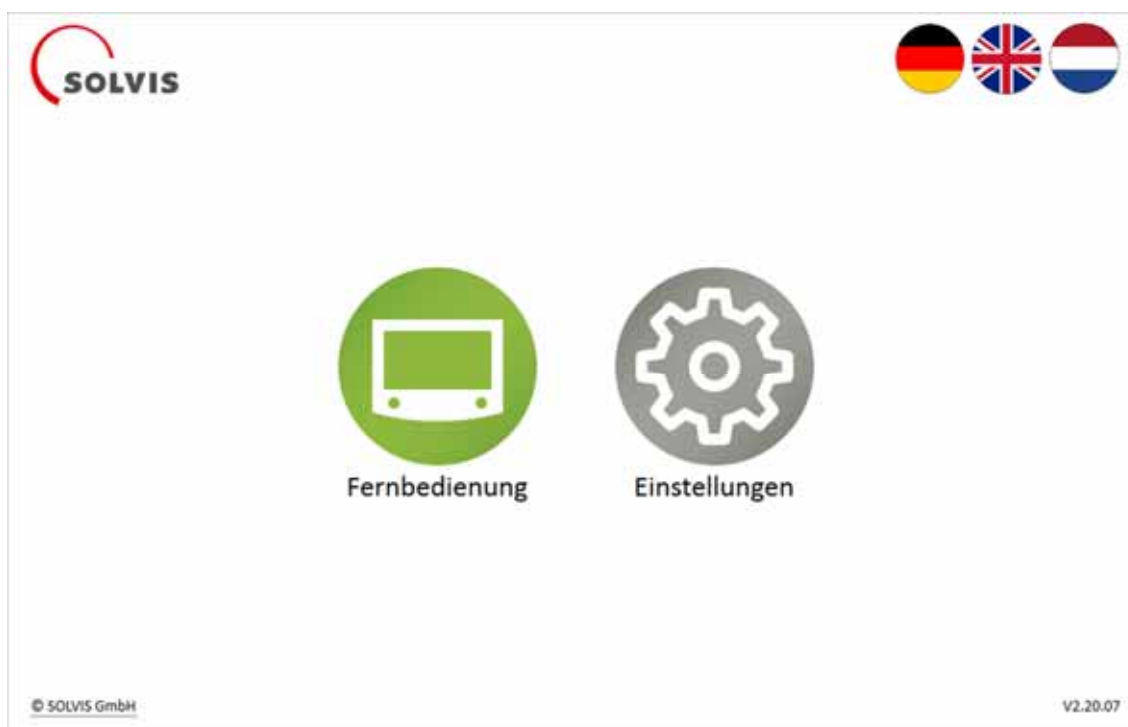 SOLVIS
Fernbedienung
Einstellungen
© SOLVIS GmbH
V2.20.07